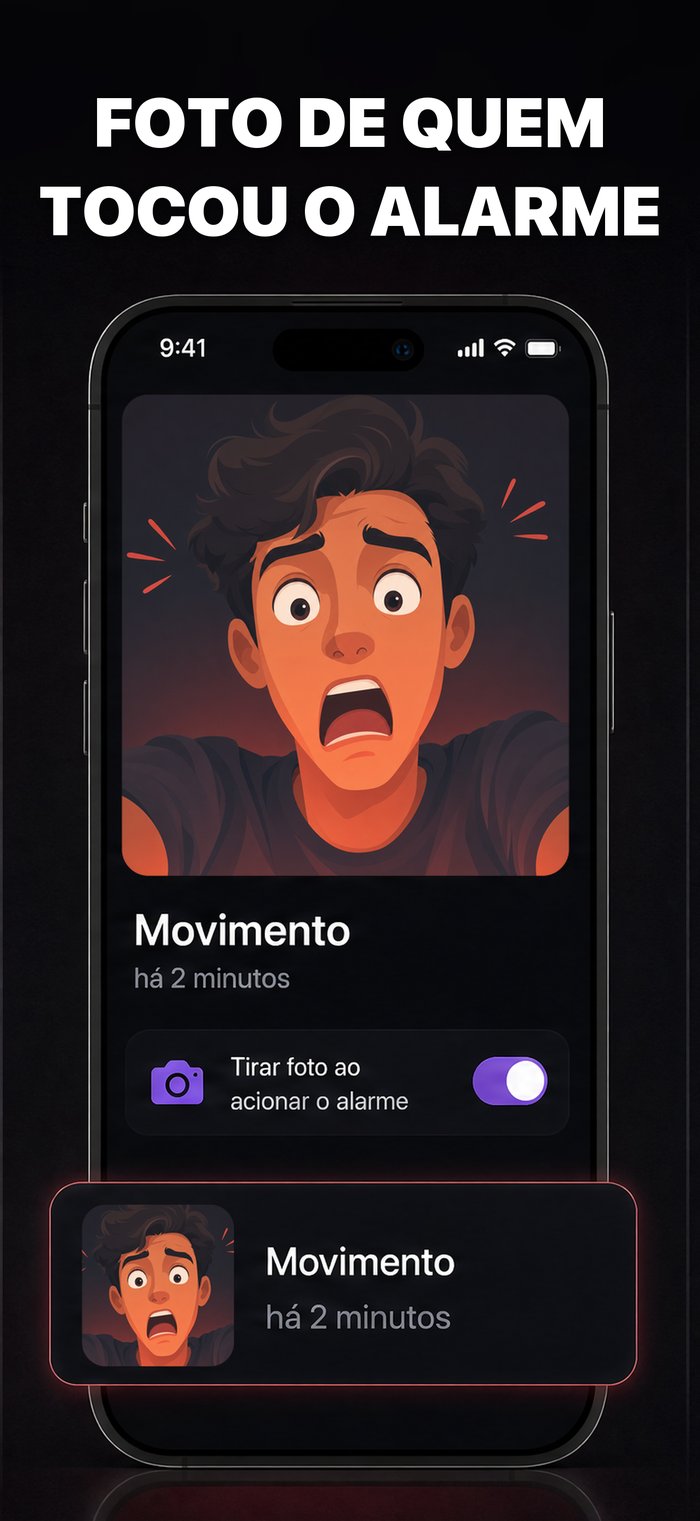 FOTO DE QUEM
TOCOU O ALARME
9:41
Movimento
há 2 minutos
Tirar foto ao
acionar o alarme
Movimento
há 2 minutos